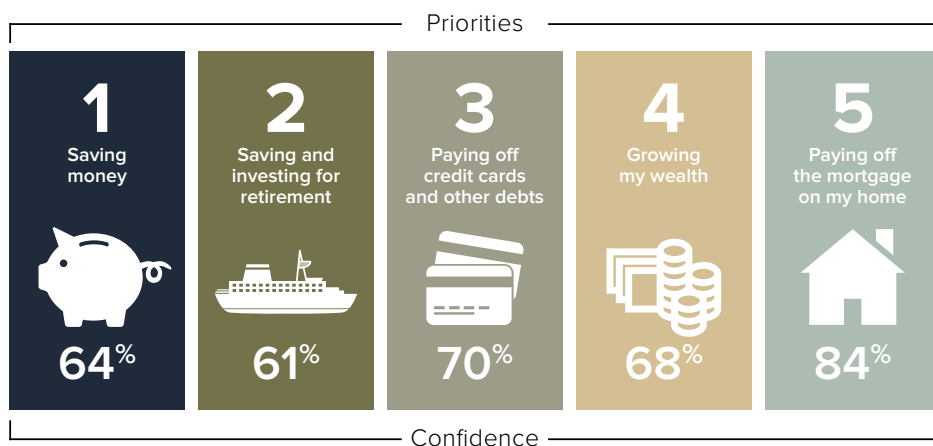 Priorities
1
Saving
money
64%
2
Saving and
investing for
retirement
61%
3
Paying off
credit cards
and other debts
70%
4
Growing
my wealth
68%
5
Paying off
the mortgage
on my home
84%
Confidence